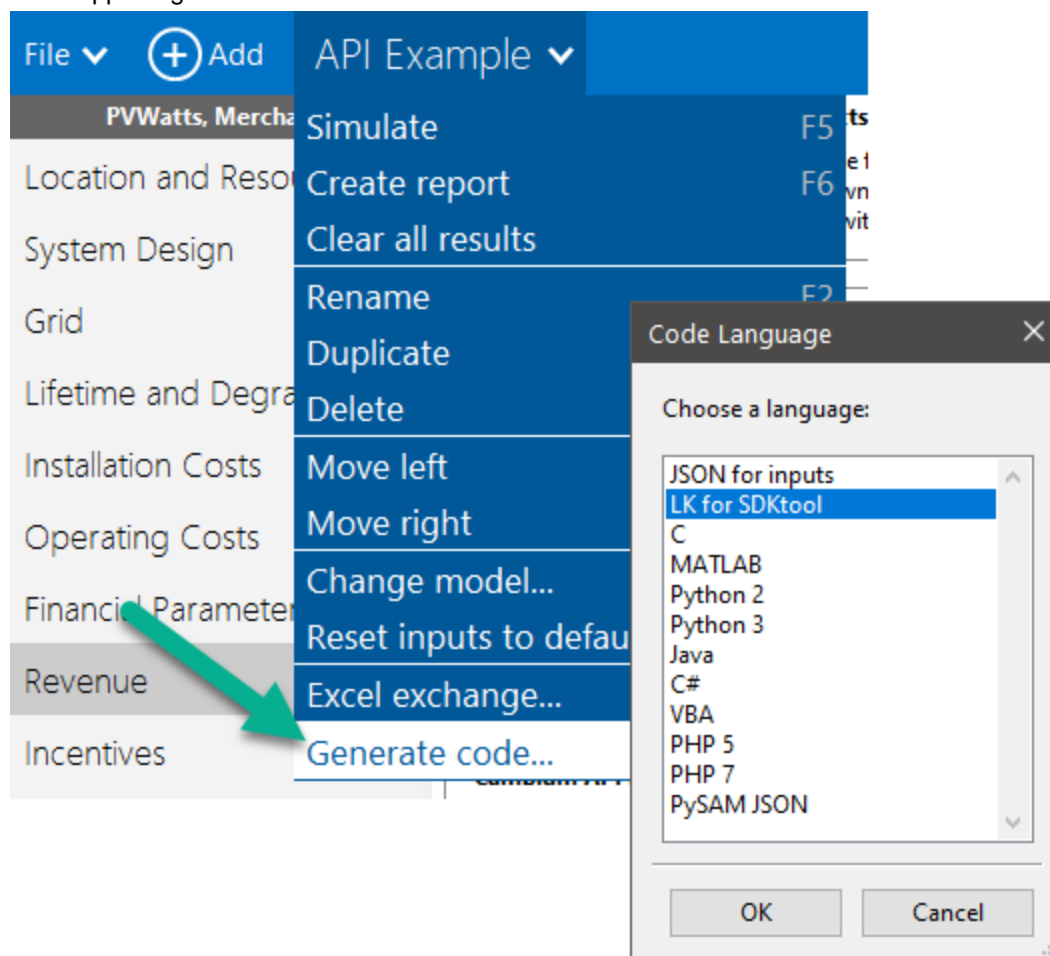 File Add API Example
PVWatts, Mercha
Simulate F5
Location and Resou
Create report F6
Clear all results
System Design
Rename F2
Grid
Duplicate
Lifetime and Degra
Delete
Installation Costs
Move left
Operating Costs
Move right
Financial Parameter
Change model...
Reset inputs to defau
Revenue
Excel exchange...
Incentives
Generate code...
Code Language
Choose a language:
JSON for inputs
LK for SDKtool
C
MATLAB
Python 2
Python 3
Java
C#
VBA
PHP 5
PHP 7
PySAM JSON
OK Cancel